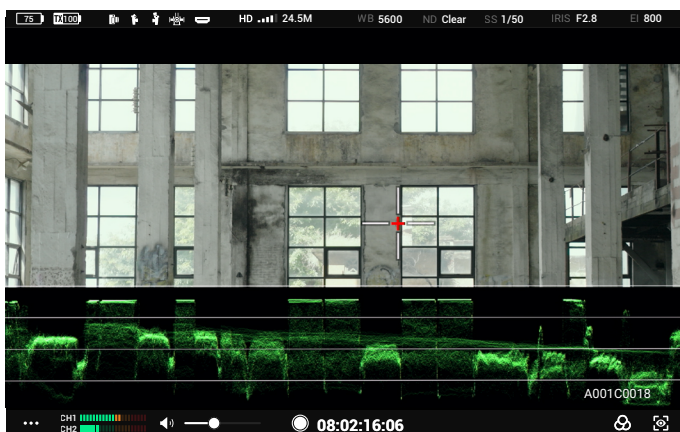 75 TX100 HD 24.5M WB 5600 ND Clear SS 1/50 IRIS F2.8 EI 800
A001C0018
CH1
CH2
08:02:16:06